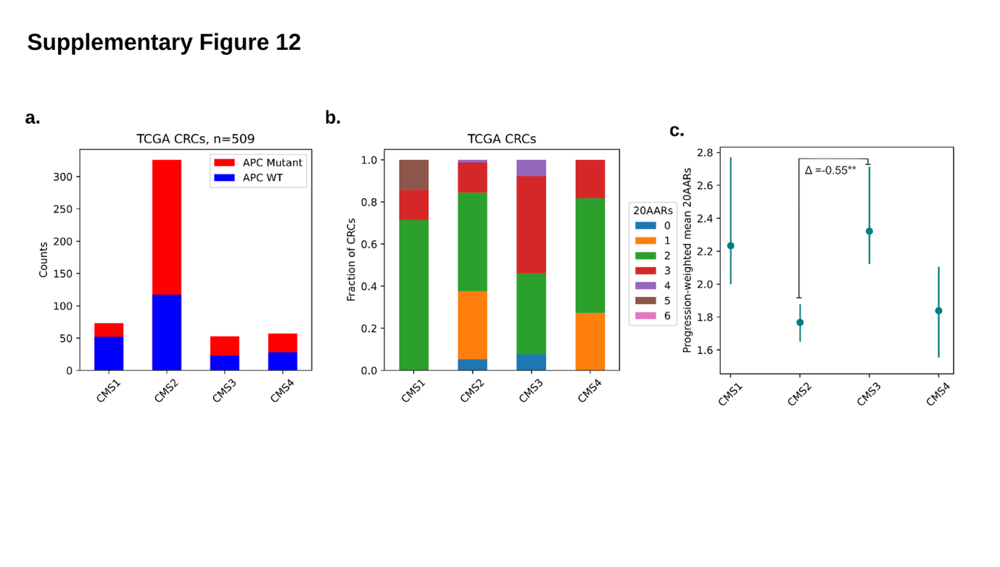 Supplementary Figure 12
a.
TCGA CRCs, n=509
Counts
300
250
200
150
100
50
0
APC Mutant
APC WT
CMS1
CMS2
CMS3
CMS4
b.
TCGA CRCs
Fraction of CRCs
1.0
0.8
0.6
0.4
0.2
0.0
CMS1
CMS2
CMS3
CMS4
20AARs
0
1
2
3
4
5
6
c.
Progression-weighted mean 20AARs
2.8
2.6
2.4
2.2
2.0
1.8
1.6
Δ =-0.55**
CMS1
CMS2
CMS3
CMS4